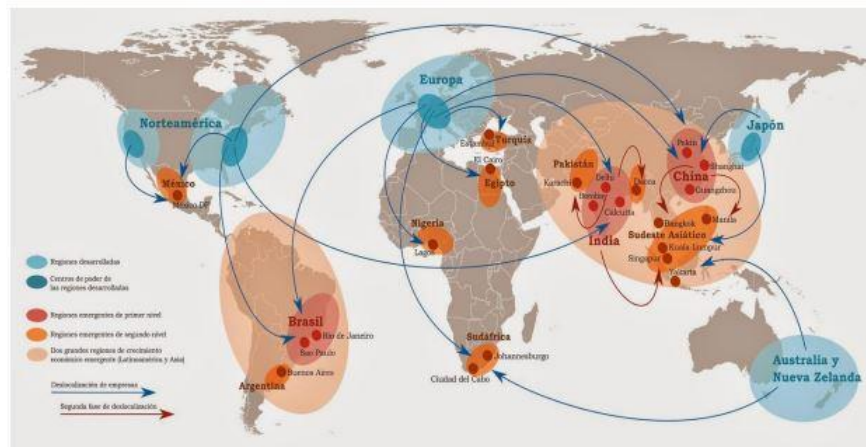 Europa
Norteamérica
Japón
Turquía
Estambul
Pekín
Shanghai
Pakistán
El Cairo
China
Delhi
México
Karachi
Dacca
Egipto
Guangzhou
México DF
Bombay
Calcuta
Nigeria
Bangkok
Manila
Sudeste Asiático
Lagos
India
Kuala Lumpur
Singapur
Yakarta
Regiones desarrolladas
Centros de poder de
las regiones desarrolladas
Regiones emergentes de primer nivel
Regiones emergentes de segundo nivel
Dos grandes regiones de crecimiento
económico emergente (Latinoamérica y Asia)
Deslocalización de empresas
Segunda fase de deslocalización
Brasil
Río de Janeiro
Sao Paulo
Buenos Aires
Argentina
Sudáfrica
Johannesburgo
Ciudad del Cabo
Australia y
Nueva Zelanda